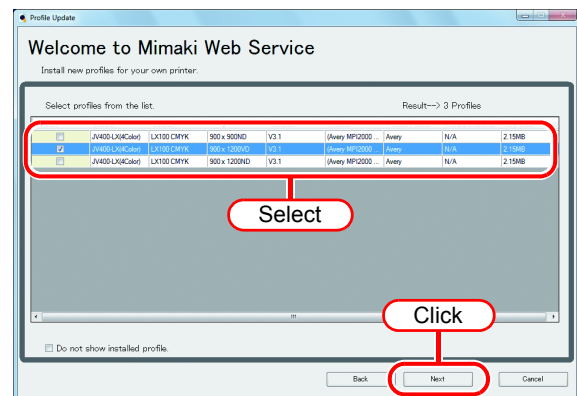 Profile Update
Welcome to Mimaki Web Service
Install new profiles for your own printer.
Select profiles from the list.
Result--> 3 Profiles
JV400-LX(4Color) LX100 CMYK 900 x 900ND V3.1 (Avery MPI2000 ... Avery N/A 2.15MB
JV400-LX(4Color) LX100 CMYK 900 x 1200VD V3.1 (Avery MPI2000 ... Avery N/A 2.15MB
JV400-LX(4Color) LX100 CMYK 900 x 1200ND V3.1 (Avery MPI2000 ... Avery N/A 2.15MB
Select
Click
Do not show installed profile.
Back Next Cancel